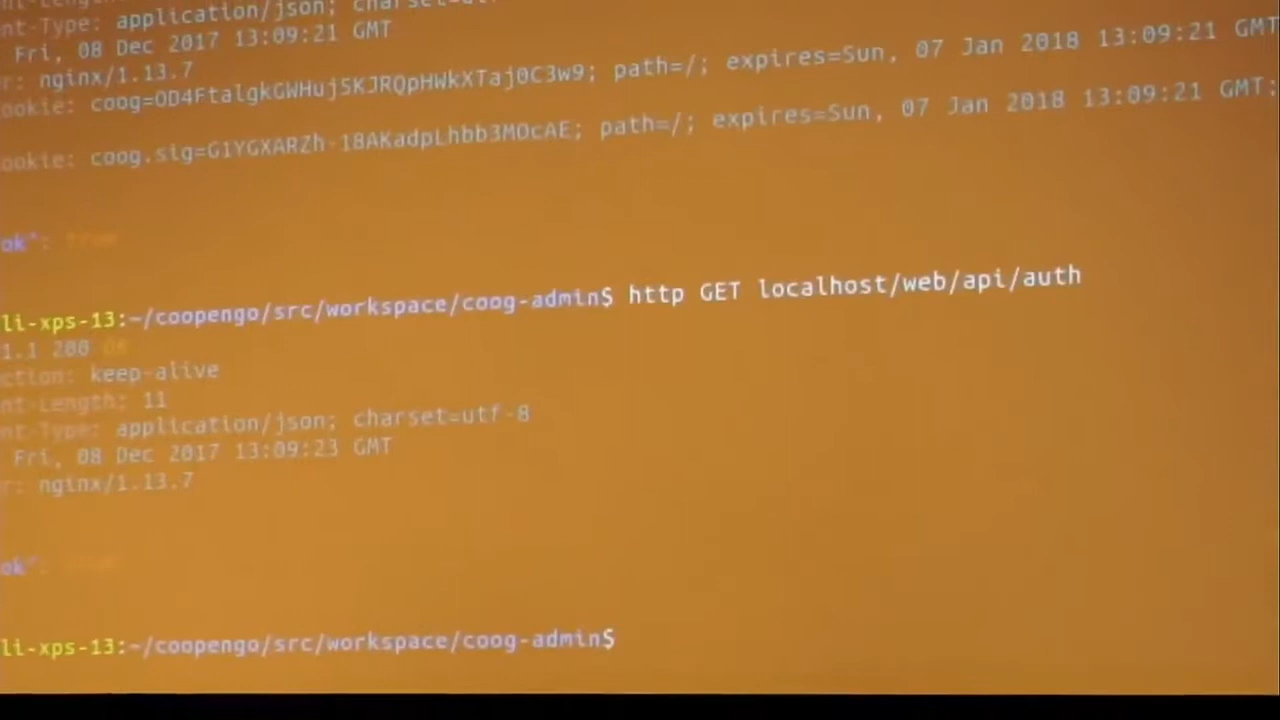 nt-Type: application/json;
Fri, 08 Dec 2017 13:09:21 GMT
r: nginx/1.13.7
ookie: coog=OD4FtalgkGWHuj5KJRQpHWkXTaj0C3w9; path=/; expires=Sun, 07 Jan 2018 13:09:21 GMT
ookie: coog.sig=G1YGXARZh-18AKadpLhbb3MOcAE; path=/; expires=Sun, 07 Jan 2018 13:09:21 GMT;
ok": true
li-xps-13:~/coopengo/src/workspace/coog-admin$ http GET localhost/web/api/auth
1.1 200 OK
ction: keep-alive
nt-Length: 11
nt-Type: application/json; charset=utf-8
Fri, 08 Dec 2017 13:09:23 GMT
r: nginx/1.13.7
ok":
li-xps-13:~/coopengo/src/workspace/coog-admin$